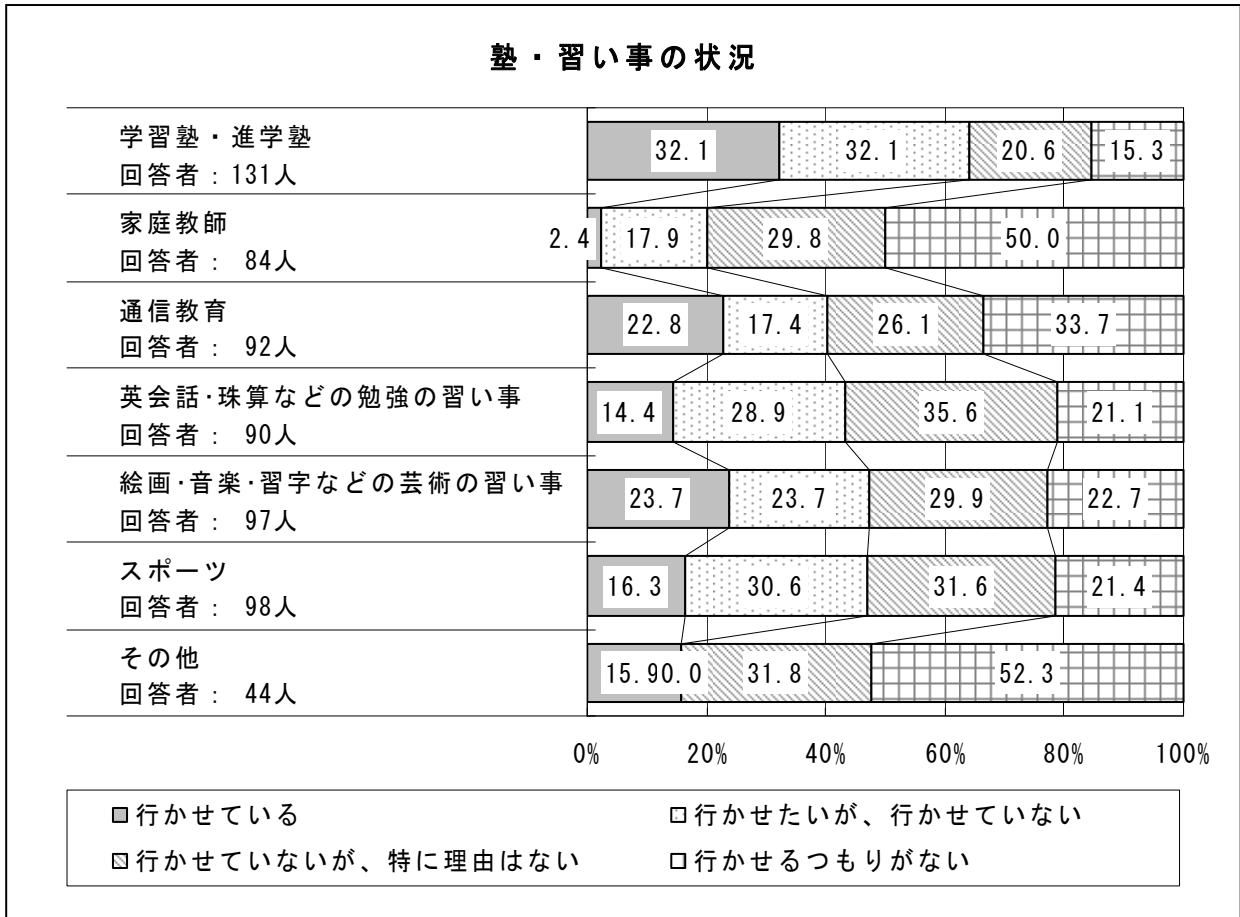 塾・習い事の状況
学習塾・進学塾
回答者：131人
32.1 32.1 20.6 15.3
家庭教師
回答者： 84人
2.4 17.9 29.8 50.0
通信教育
回答者： 92人
22.8 17.4 26.1 33.7
英会話・珠算などの勉強の習い事
回答者： 90人
14.4 28.9 35.6 21.1
絵画・音楽・習字などの芸術の習い事
回答者： 97人
23.7 23.7 29.9 22.7
スポーツ
回答者： 98人
16.3 30.6 31.6 21.4
その他
回答者： 44人
15.9 0.0 31.8 52.3
0% 20% 40% 60% 80% 100%
行かせている 行かせたいが、行かせていない
行かせていないが、特に理由はない 行かせるつもりがない